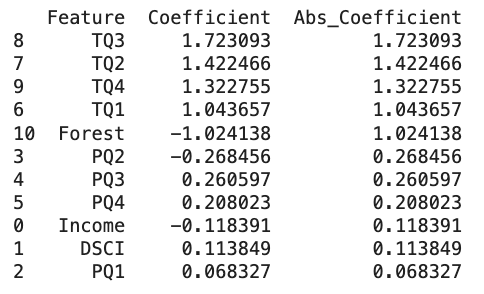 Feature Coefficient Abs_Coefficient
8 TQ3 1.723093 1.723093
7 TQ2 1.422466 1.422466
9 TQ4 1.322755 1.322755
6 TQ1 1.043657 1.043657
10 Forest -1.024138 1.024138
3 PQ2 -0.268456 0.268456
4 PQ3 0.260597 0.260597
5 PQ4 0.208023 0.208023
0 Income -0.118391 0.118391
1 DSCI 0.113849 0.113849
2 PQ1 0.068327 0.068327